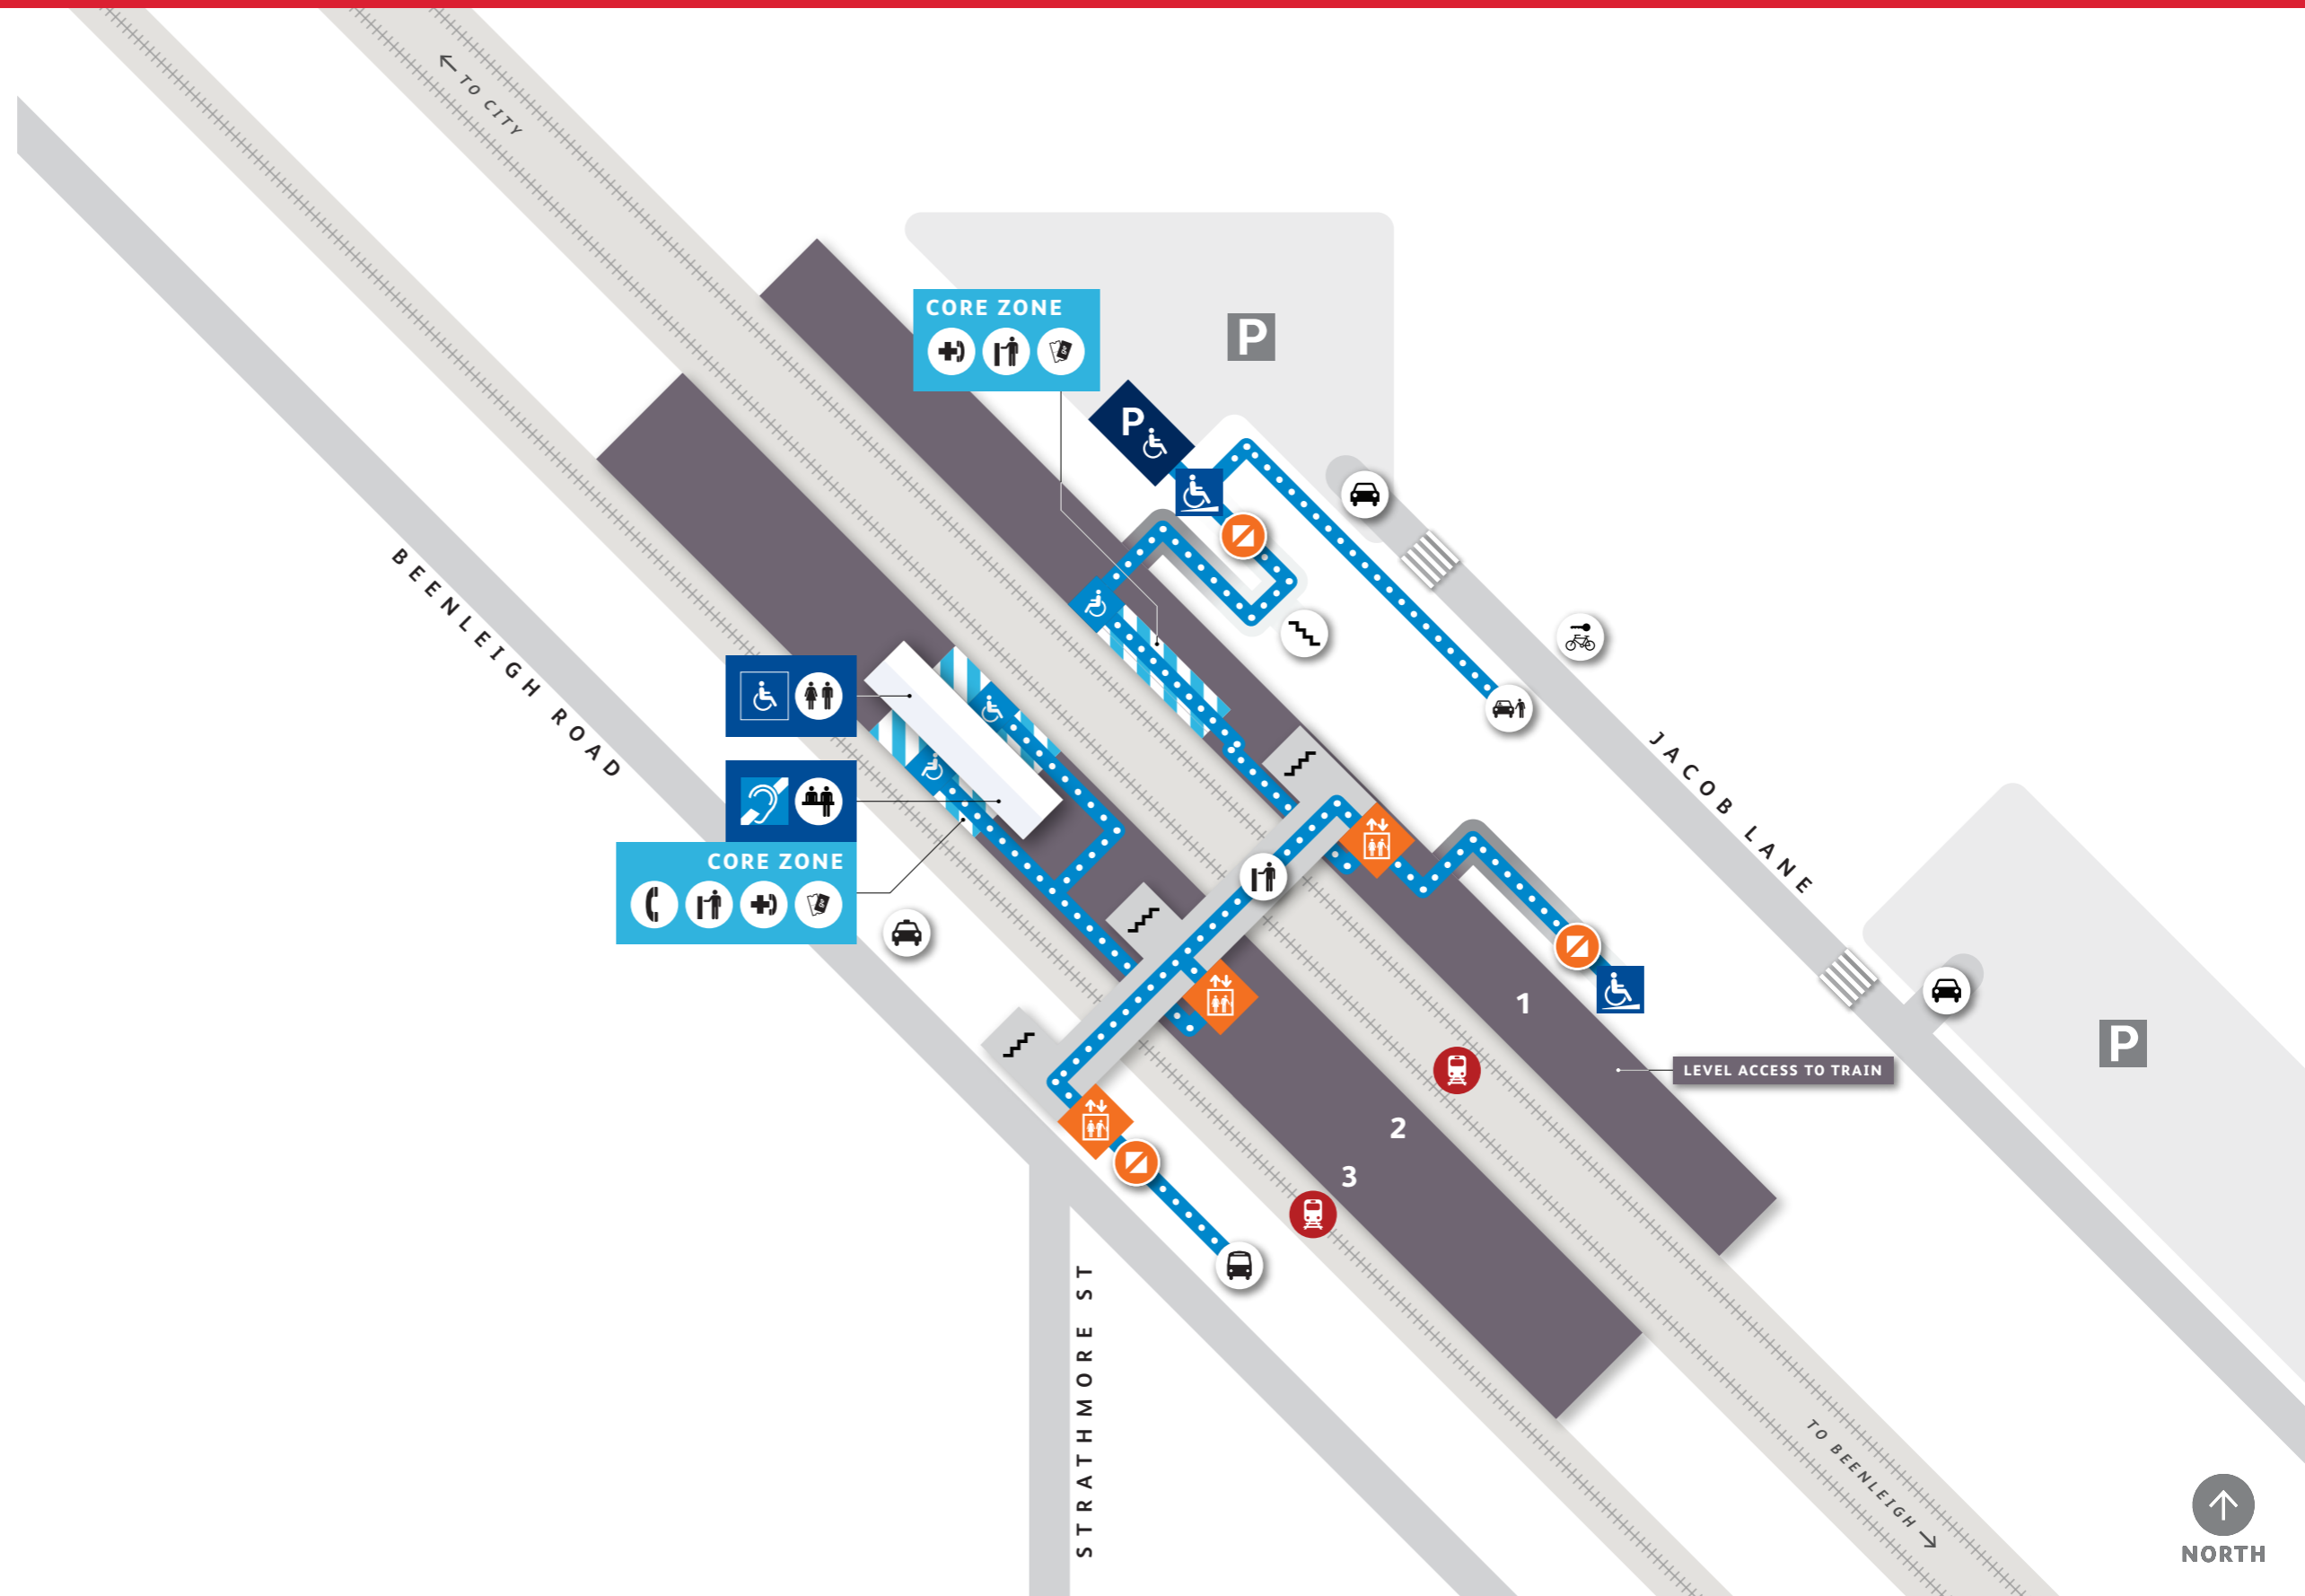 ← TO CITY
CORE ZONE
P
P
BEENLEIGH ROAD
JACOB LANE
CORE ZONE
1
LEVEL ACCESS TO TRAIN
P
2
3
STRATHMORE ST
TO BEENLEIGH →
NORTH